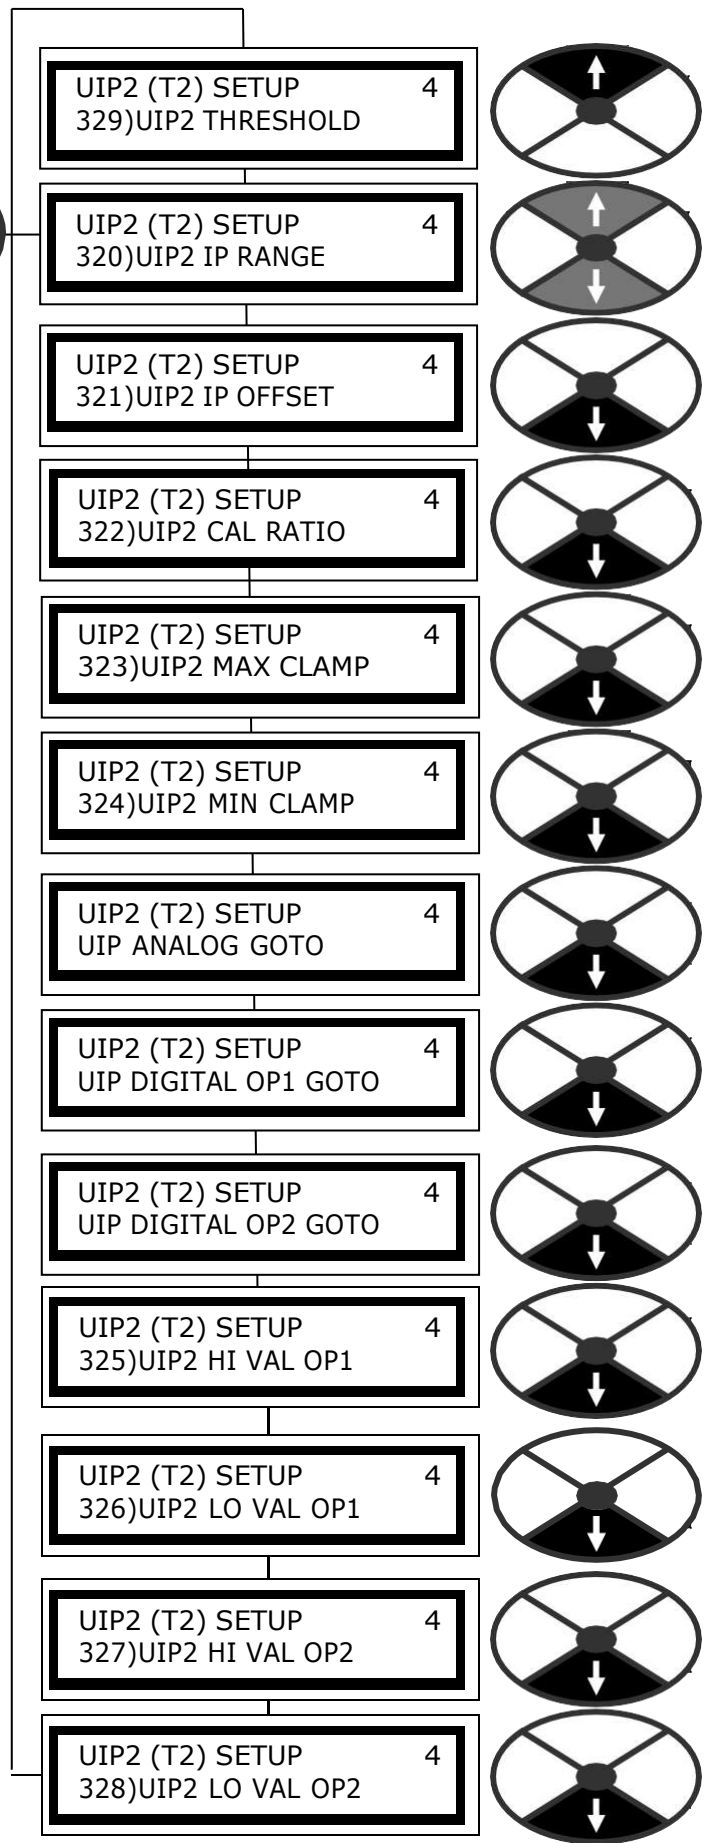 UIP2 (T2) SETUP 4
329)UIP2 THRESHOLD
UIP2 (T2) SETUP 4
320)UIP2 IP RANGE
UIP2 (T2) SETUP 4
321)UIP2 IP OFFSET
UIP2 (T2) SETUP 4
322)UIP2 CAL RATIO
UIP2 (T2) SETUP 4
323)UIP2 MAX CLAMP
UIP2 (T2) SETUP 4
324)UIP2 MIN CLAMP
UIP2 (T2) SETUP 4
UIP ANALOG GOTO
UIP2 (T2) SETUP 4
UIP DIGITAL OP1 GOTO
UIP2 (T2) SETUP 4
UIP DIGITAL OP2 GOTO
UIP2 (T2) SETUP 4
325)UIP2 HI VAL OP1
UIP2 (T2) SETUP 4
326)UIP2 LO VAL OP1
UIP2 (T2) SETUP 4
327)UIP2 HI VAL OP2
UIP2 (T2) SETUP 4
328)UIP2 LO VAL OP2